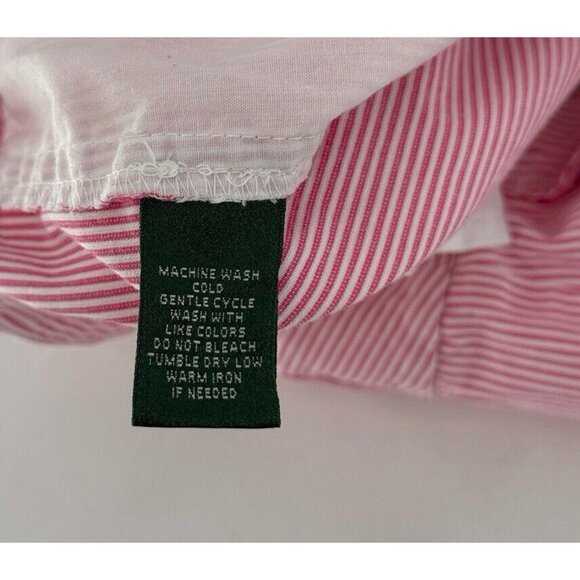 MACHINE WASH
COLD
GENTLE CYCLE
WASH WITH
LIKE COLORS
DO NOT BLEACH
TUMBLE DRY LOW
WARM IRON
IF NEEDED